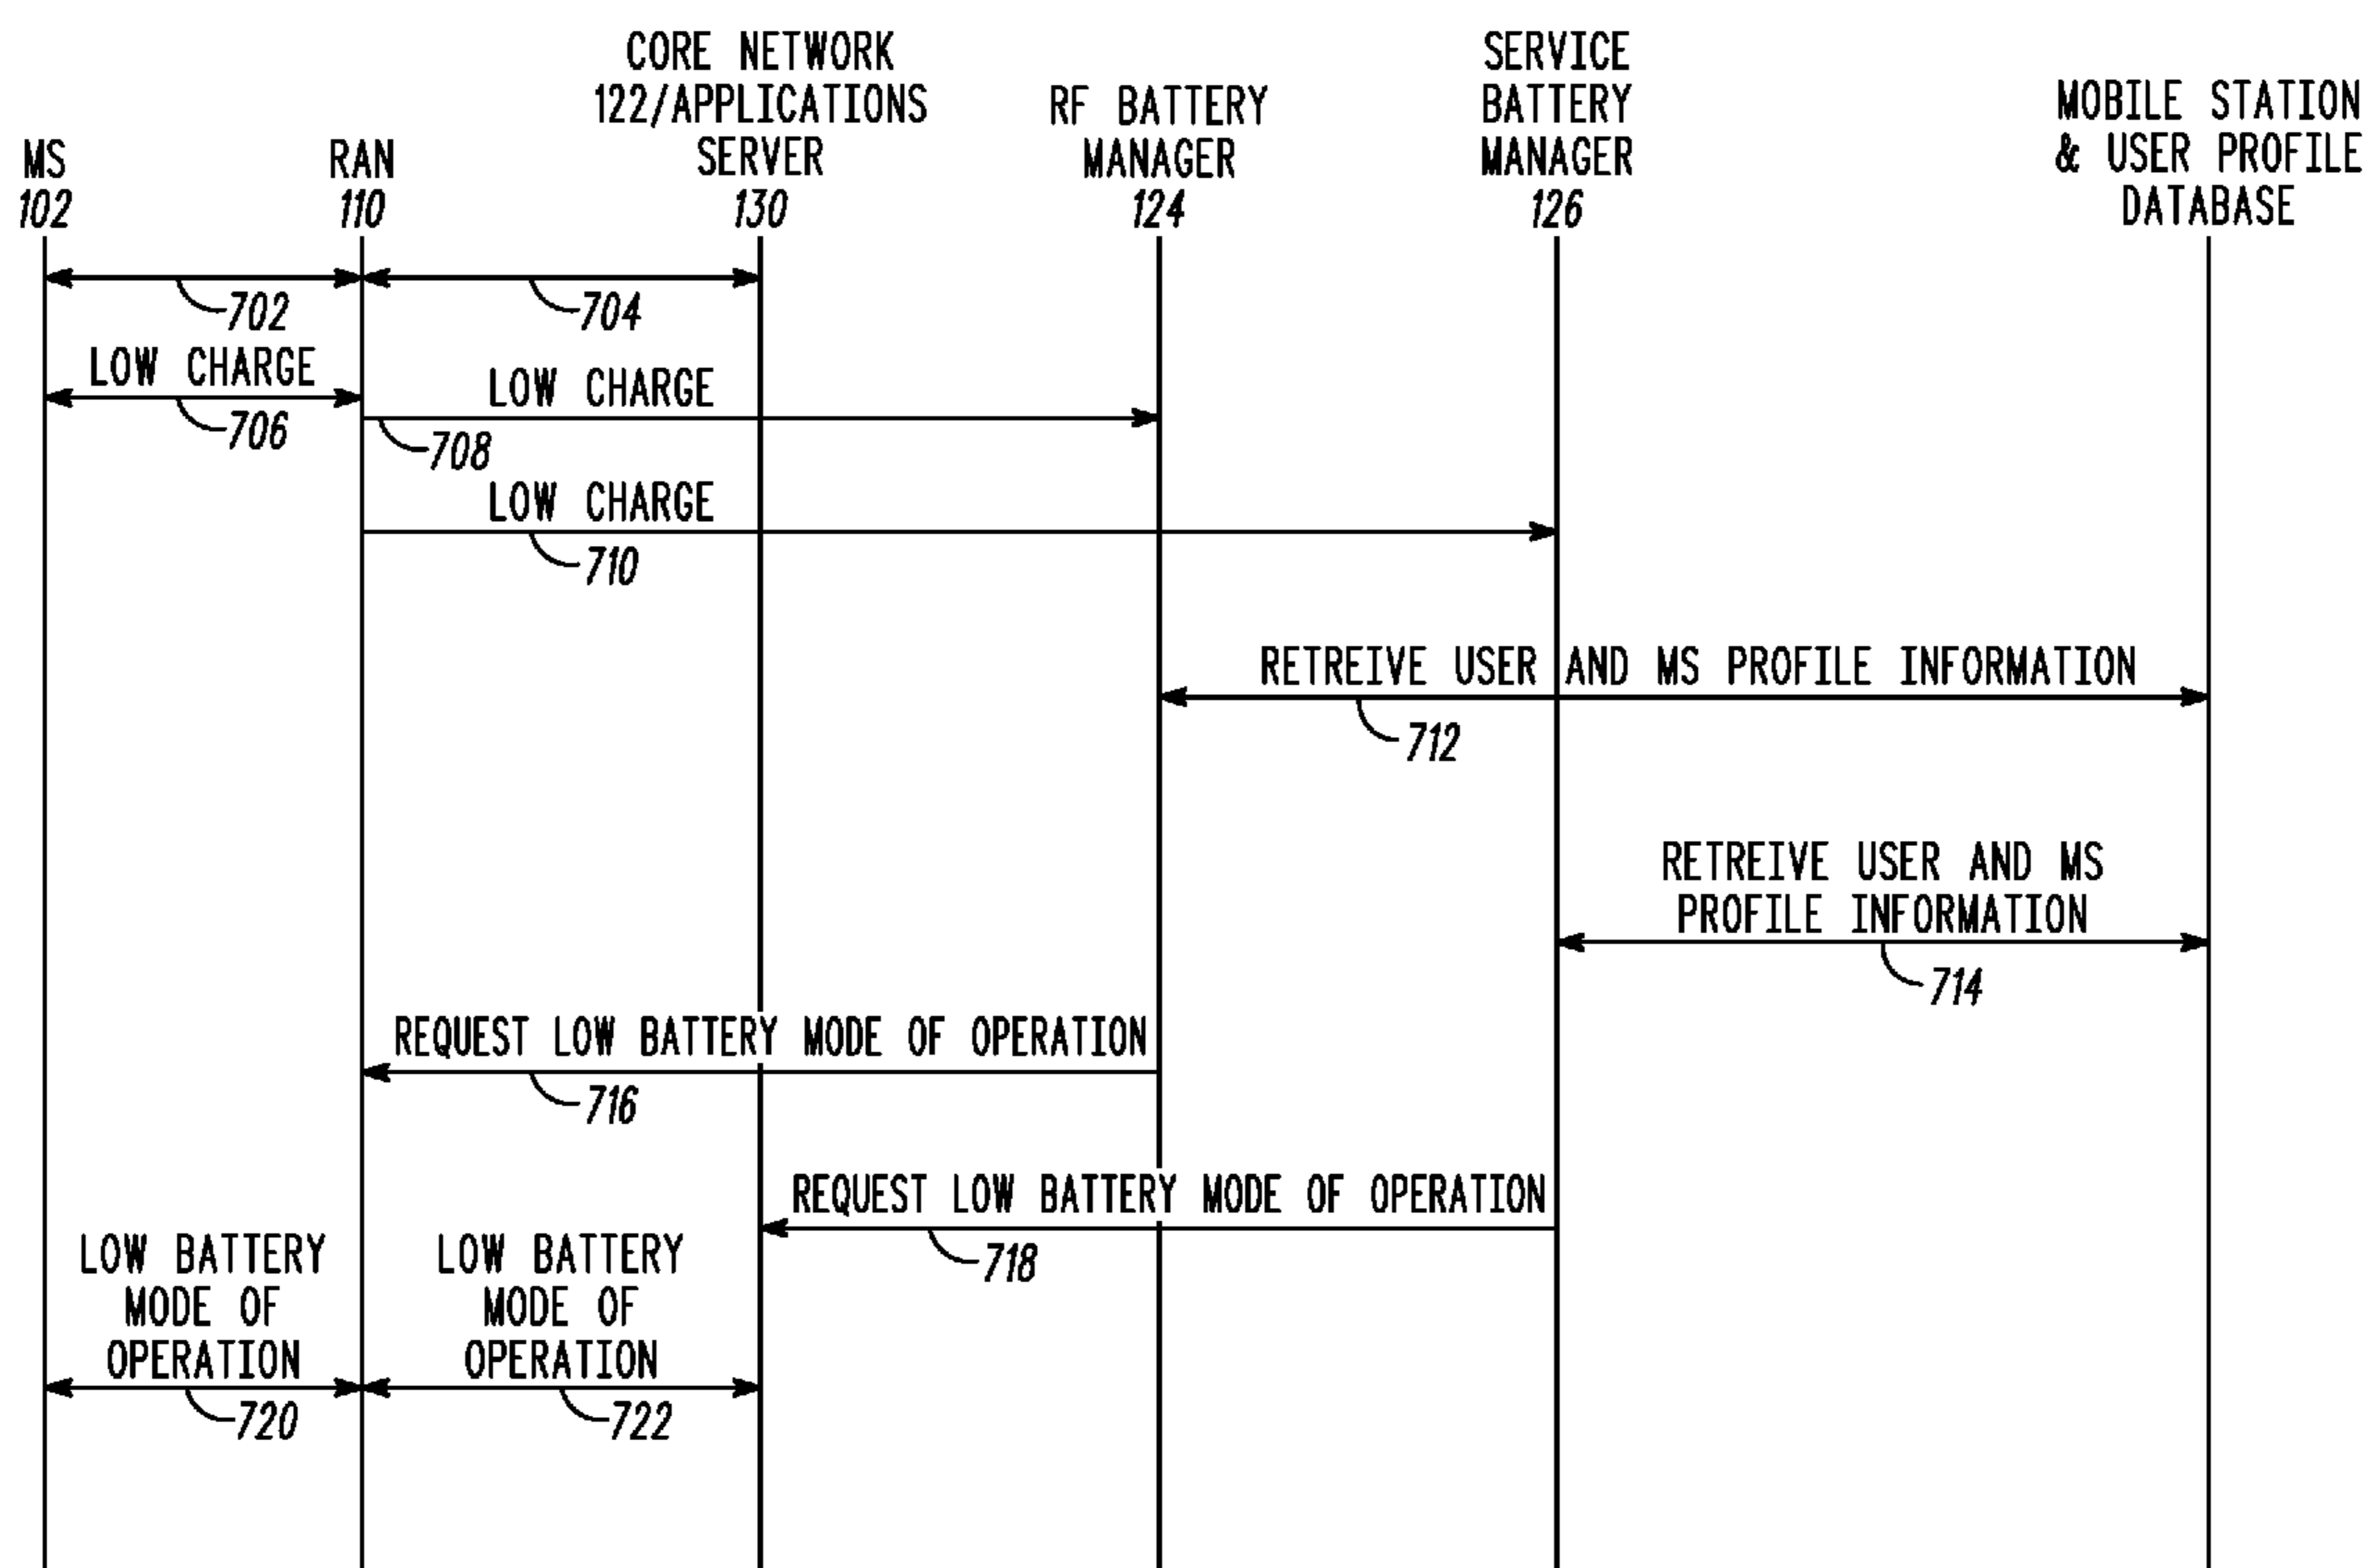 MS
102
RAN
110
CORE NETWORK
122/APPLICATIONS
SERVER
130
RF BATTERY
MANAGER
124
SERVICE
BATTERY
MANAGER
126
MOBILE STATION
& USER PROFILE
DATABASE
702
704
LOW CHARGE
706
LOW CHARGE
708
LOW CHARGE
710
RETREIVE USER AND MS PROFILE INFORMATION
712
RETREIVE USER AND MS
PROFILE INFORMATION
714
REQUEST LOW BATTERY MODE OF OPERATION
716
REQUEST LOW BATTERY MODE OF OPERATION
718
LOW BATTERY
MODE OF
OPERATION
720
LOW BATTERY
MODE OF
OPERATION
722